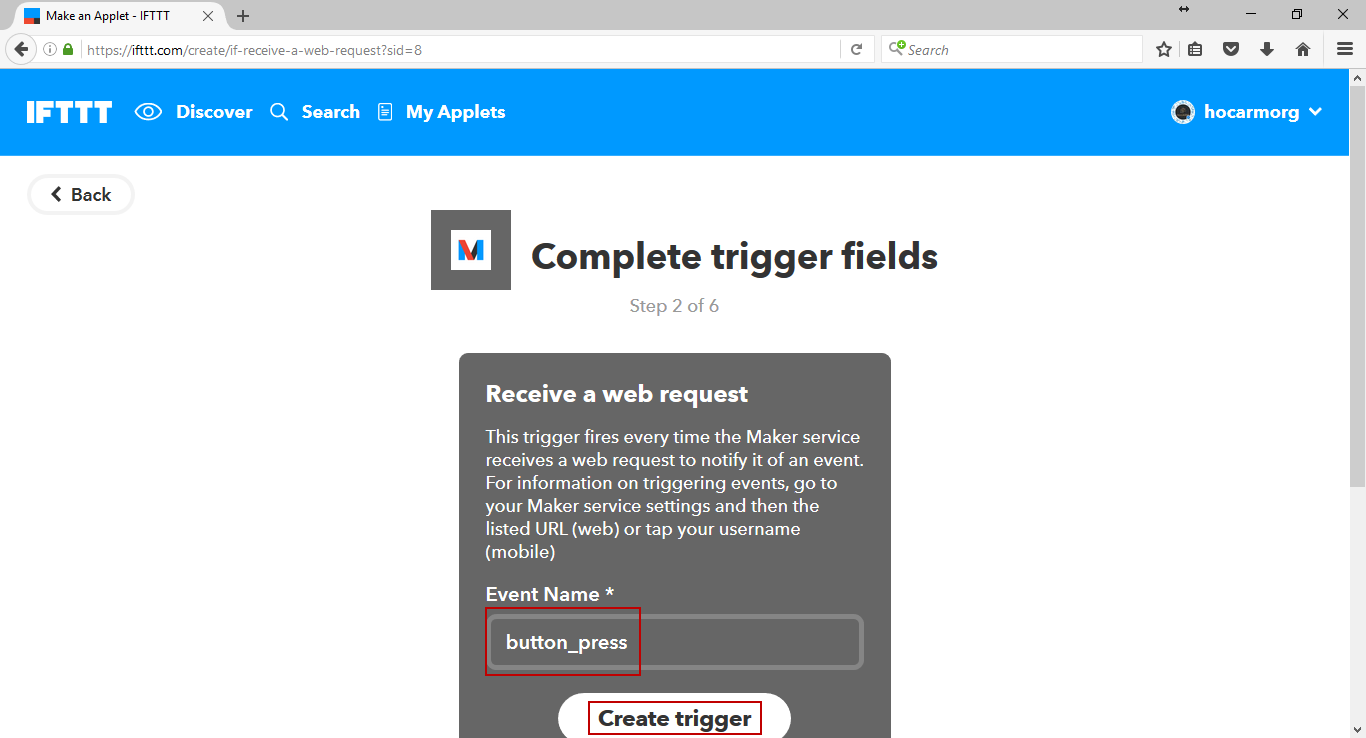 Make an Applet - IFTTT
https://ifttt.com/create/if-receive-a-web-request?sid=8
Search
IFTTT Discover Search My Applets hocarmorg
Back
M
Complete trigger fields
Step 2 of 6
Receive a web request
This trigger fires every time the Maker service
receives a web request to notify it of an event.
For information on triggering events, go to
your Maker service settings and then the
listed URL (web) or tap your username
(mobile)
Event Name *
button_press
Create trigger